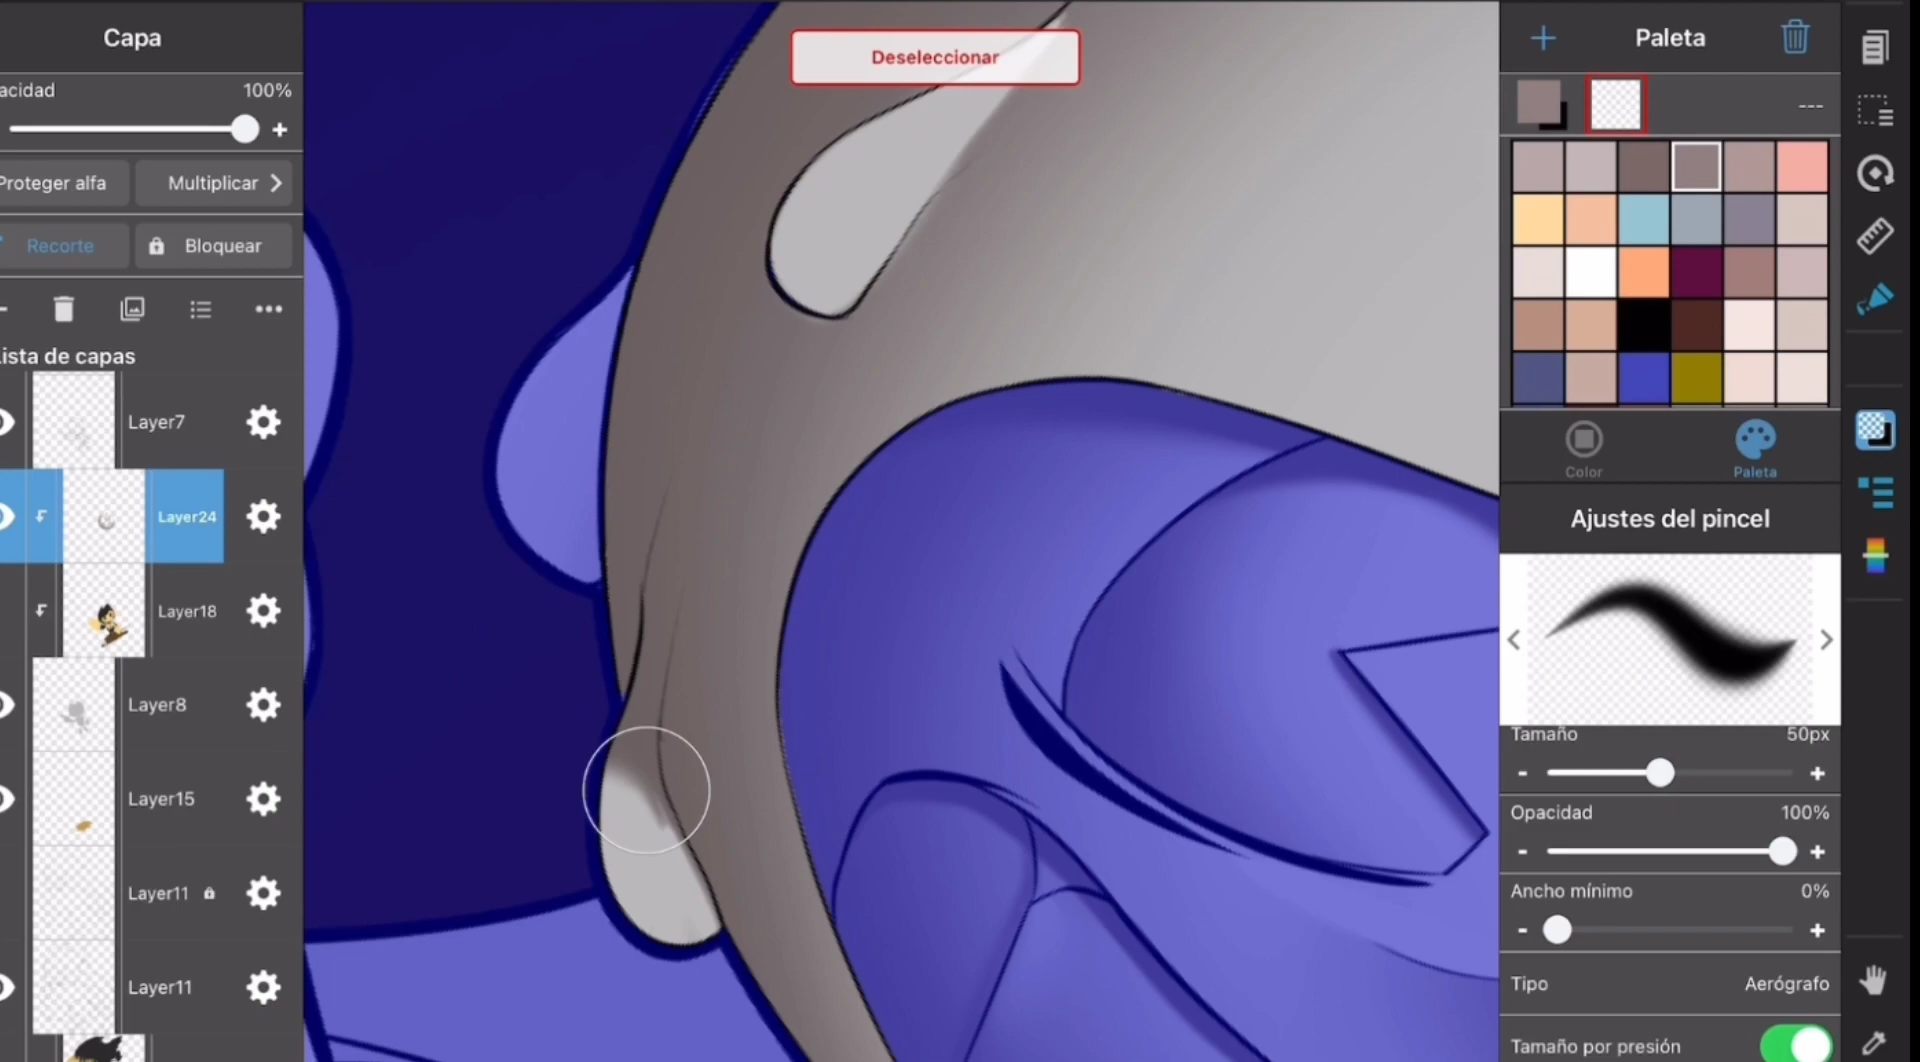 Capa
acidad 100%
Proteger alfa
Multiplicar
Recorte
Bloquear
ista de capas
Layer7
Layer24
Layer18
Layer8
Layer15
Layer11
Layer11
Deseleccionar
Paleta
---
Color
Paleta
Ajustes del pincel
Tamaño 50px
- +
Opacidad 100%
- +
Ancho mínimo 0%
- +
Tipo Aerógrafo
Tamaño por presión